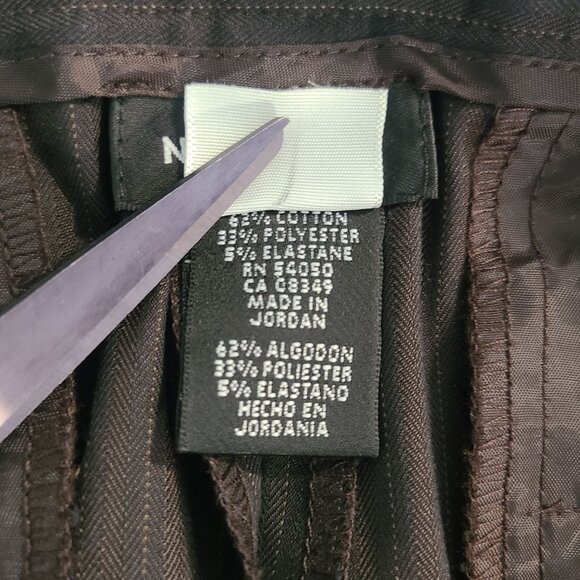 N
62% COTTON
33% POLYESTER
5% ELASTANE
RN 54050
CA 08349
MADE IN
JORDAN
62% ALGODON
33% POLIESTER
5% ELASTANO
HECHO EN
JORDANIA